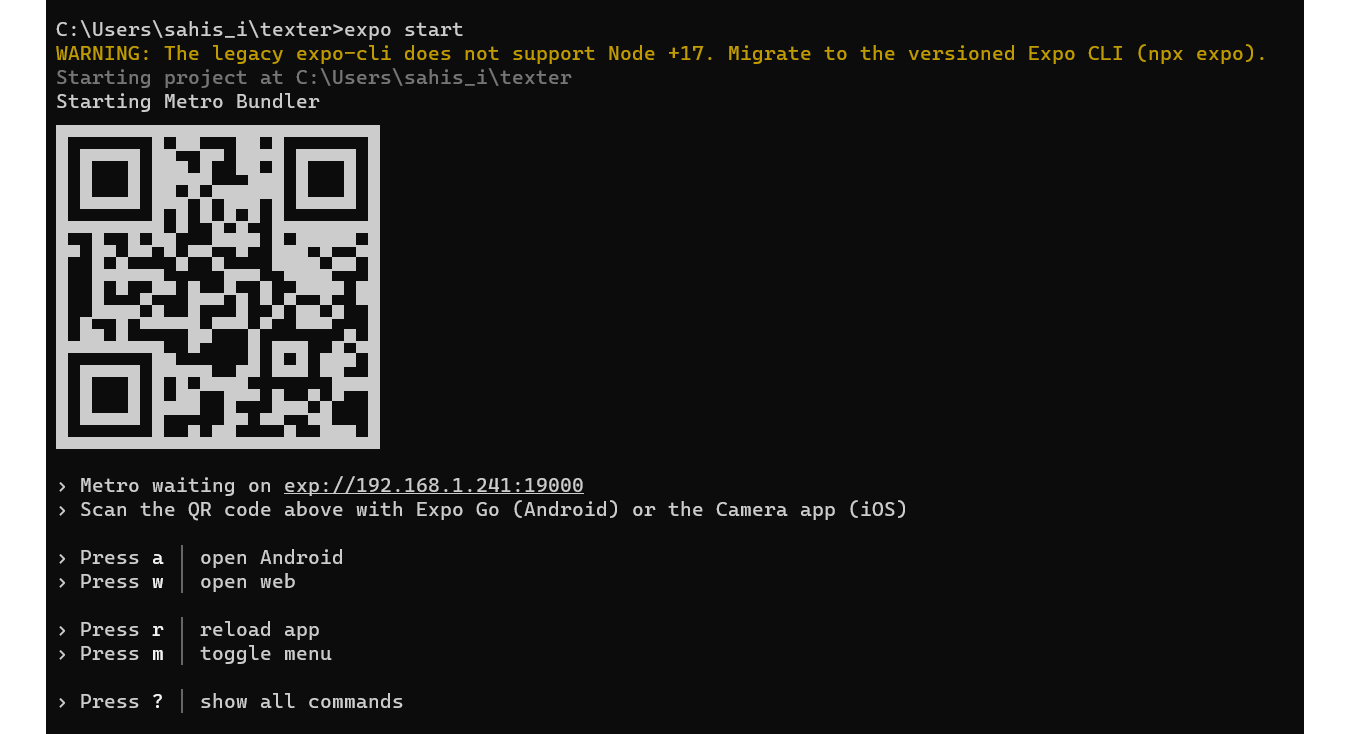 C:\Users\sahis_i\texter>expo start
WARNING: The legacy expo-cli does not support Node +17. Migrate to the versioned Expo CLI (npx expo).
Starting project at C:\Users\sahis_i\texter
Starting Metro Bundler
› Metro waiting on exp://192.168.1.241:19000
› Scan the QR code above with Expo Go (Android) or the Camera app (iOS)
› Press a │ open Android
› Press w │ open web
› Press r │ reload app
› Press m │ toggle menu
› Press ? │ show all commands